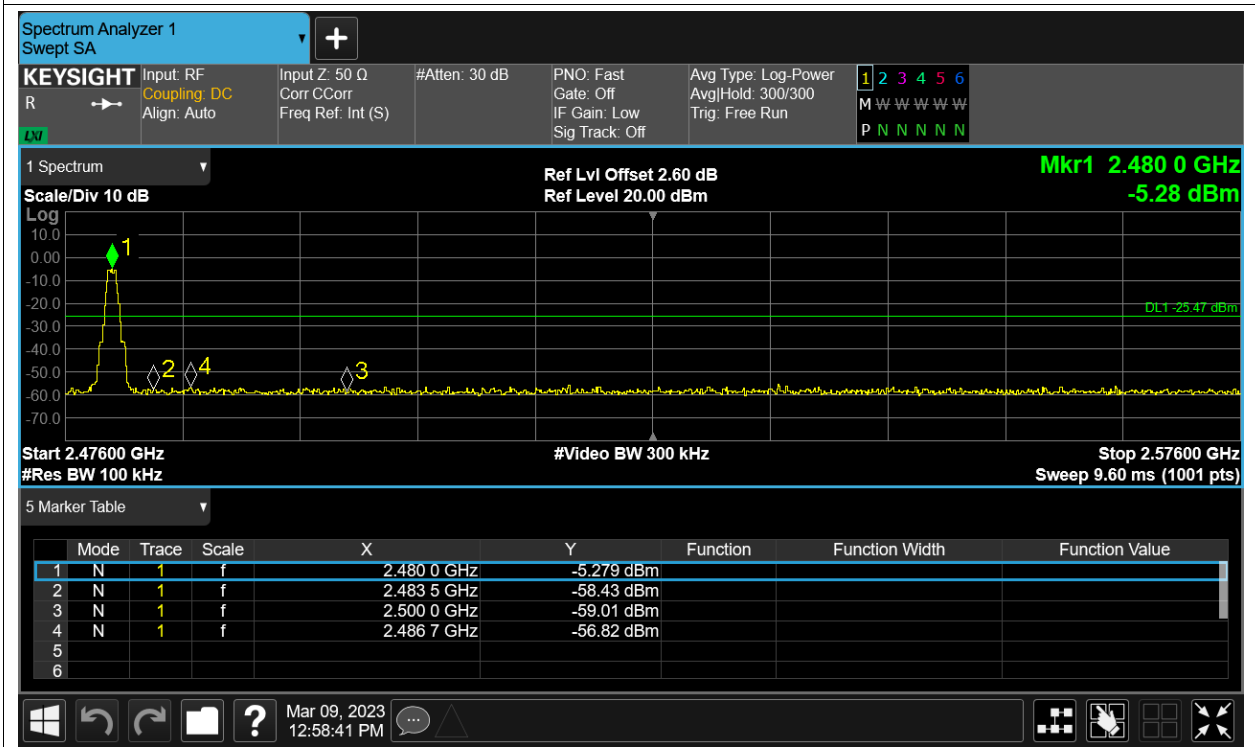 Spectrum Analyzer 1
Swept SA
KEYSIGHT Input: RF Input Z: 50 Ω #Atten: 30 dB PNO: Fast Avg Type: Log-Power 1 2 3 4 5 6
R Coupling: DC Corr CCorr Gate: Off Avg|Hold: 300/300 M W W W W W
Align: Auto Freq Ref: Int (S) IF Gain: Low Trig: Free Run
LXI Sig Track: Off P N N N N N
1 Spectrum Ref Lvl Offset 2.60 dB Mkr1 2.480 0 GHz
Scale/Div 10 dB Ref Level 20.00 dBm -5.28 dBm
Log
10.0
1
0.00
-10.0
-20.0
DL1 -25.47 dBm
-30.0
-40.0
2 4 3
-50.0
-60.0
-70.0
Start 2.47600 GHz #Video BW 300 kHz Stop 2.57600 GHz
#Res BW 100 kHz Sweep 9.60 ms (1001 pts)
5 Marker Table
Mode Trace Scale X Y Function Function Width Function Value
1 N 1 f 2.480 0 GHz -5.279 dBm
2 N 1 f 2.483 5 GHz -58.43 dBm
3 N 1 f 2.500 0 GHz -59.01 dBm
4 N 1 f 2.486 7 GHz -56.82 dBm
5
6
? Mar 09, 2023
12:58:41 PM